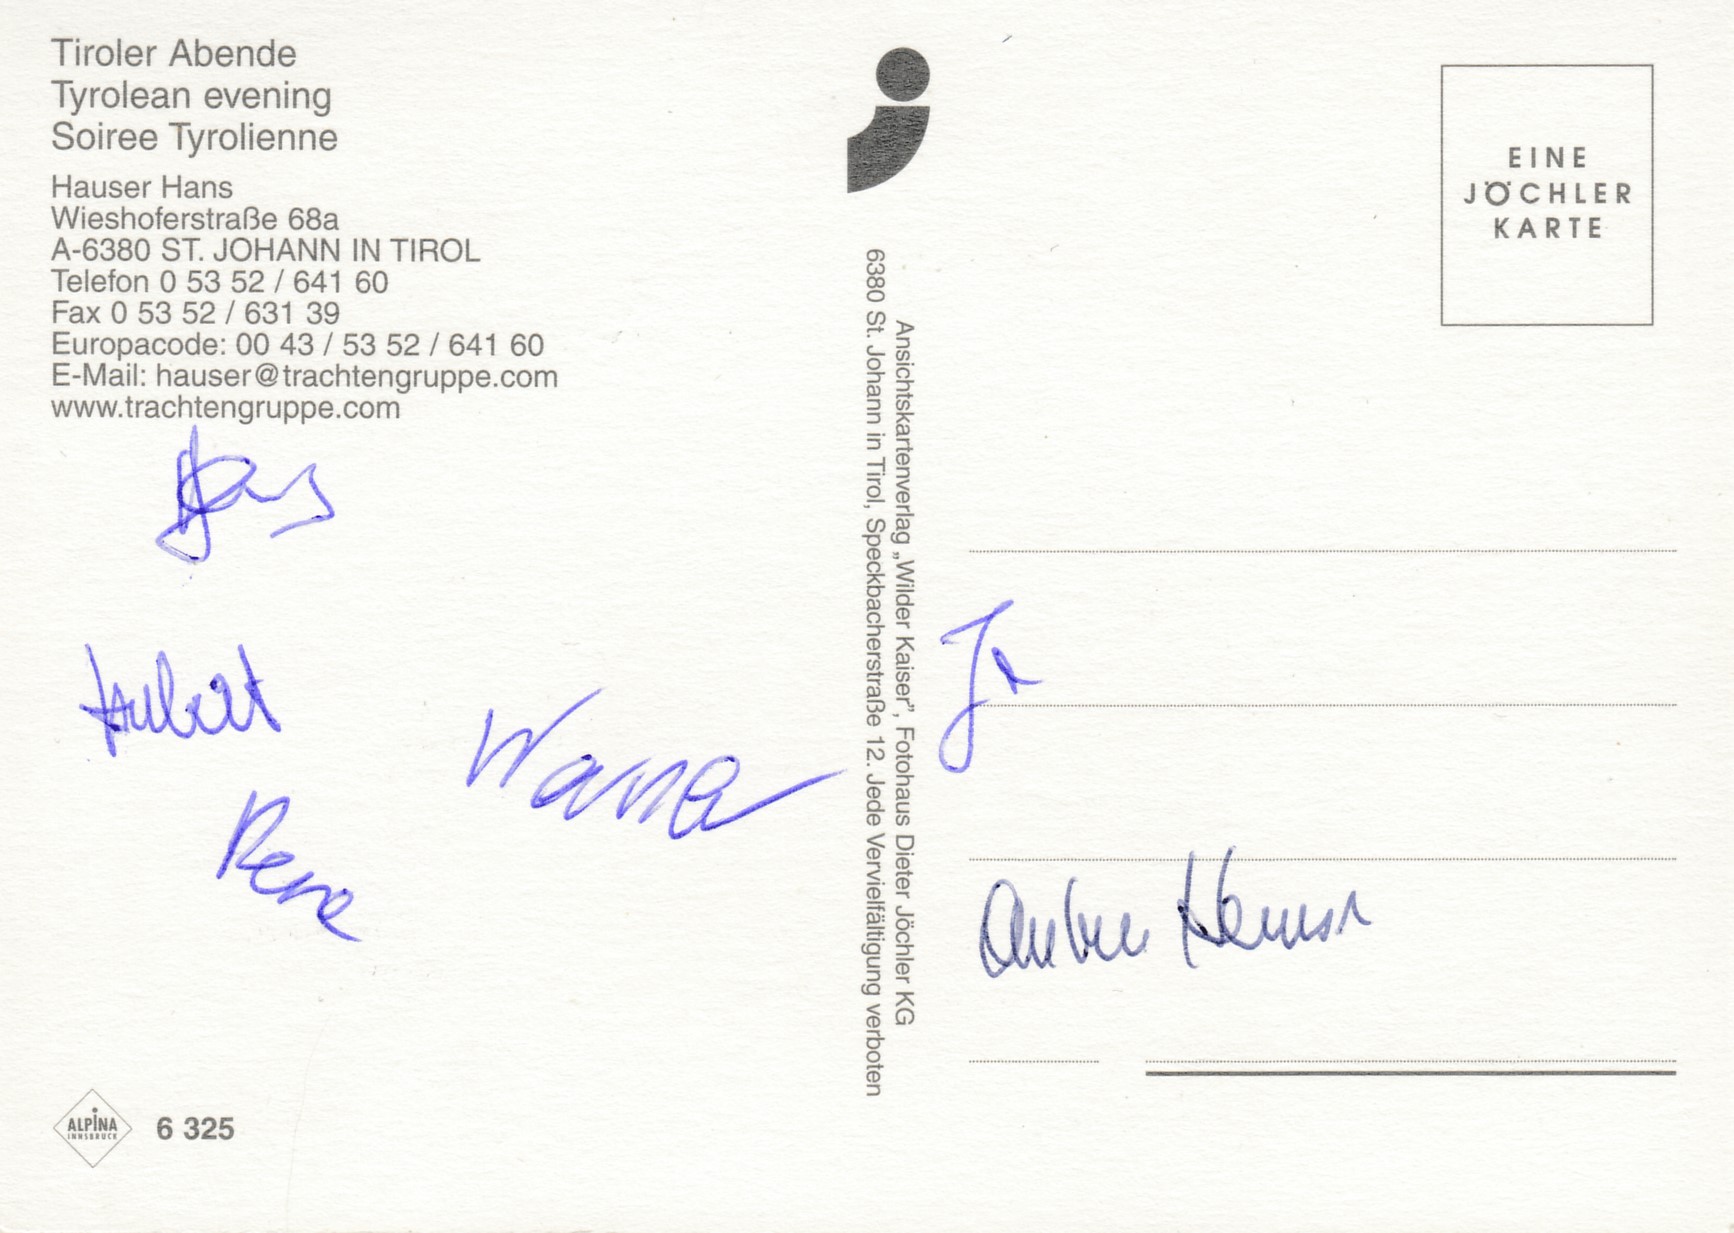 Tiroler Abende
Tyrolean evening
Soiree Tyrolienne
Hauser Hans
Wieshoferstraße 68a
A-6380 ST. JOHANN IN TIROL
Telefon 0 53 52 / 641 60
Fax 0 53 52 / 631 39
Europacode: 00 43 / 53 52 / 641 60
E-Mail: hauser@trachtengruppe.com
www.trachtengruppe.com
Hans
Hubert
Rene
ALPINA
INNSBRUCK
6 325
Ansichtskartenverlag „Wilder Kaiser”, Fotohaus Dieter Jöchler KG
6380 St. Johann in Tirol, Speckbacherstraße 12. Jede Vervielfältigung verboten
EINE
JÖCHLER
KARTE